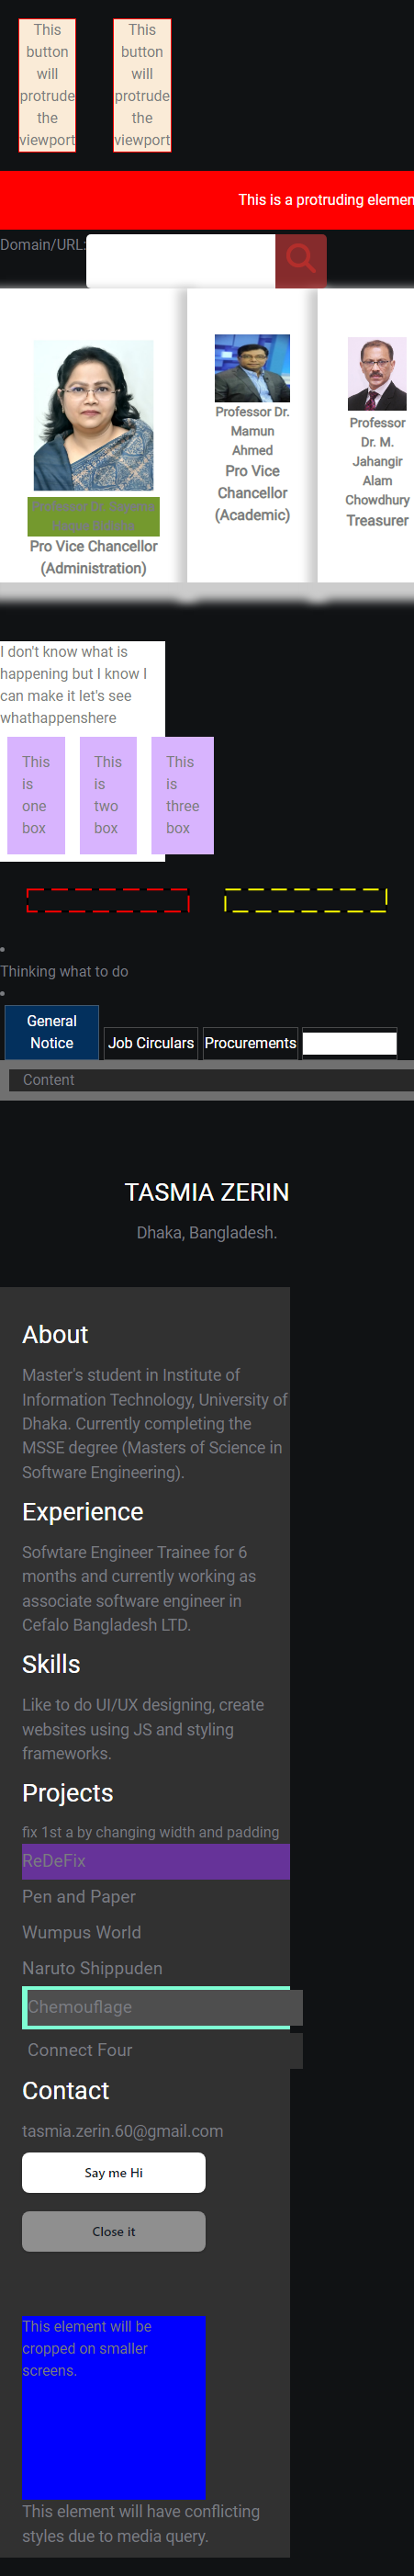 This
button
will
protrude
the
viewport
This
button
will
protrude
the
viewport
This is a protruding elemen
Domain/URL:
Professor Dr. Sayema
Haque Bidisha
Pro Vice Chancellor
(Administration)
Professor Dr.
Mamun
Ahmed
Pro Vice
Chancellor
(Academic)
Professor
Dr. M.
Jahangir
Alam
Chowdhury
Treasurer
I don't know what is
happening but I know I
can make it let's see
whathappenshere
This
is
one
box
This
is
two
box
This
is
three
box
Thinking what to do
General
Notice
Job Circulars
Procurements
Content
TASMIA ZERIN
Dhaka, Bangladesh.
About
Master's student in Institute of
Information Technology, University of
Dhaka. Currently completing the
MSSE degree (Masters of Science in
Software Engineering).
Experience
Sofwtare Engineer Trainee for 6
months and currently working as
associate software engineer in
Cefalo Bangladesh LTD.
Skills
Like to do UI/UX designing, create
websites using JS and styling
frameworks.
Projects
fix 1st a by changing width and padding
ReDeFix
Pen and Paper
Wumpus World
Naruto Shippuden
Chemouflage
Connect Four
Contact
tasmia.zerin.60@gmail.com
Say me Hi
Close it
This element will be
cropped on smaller
screens.
This element will have conflicting
styles due to media query.